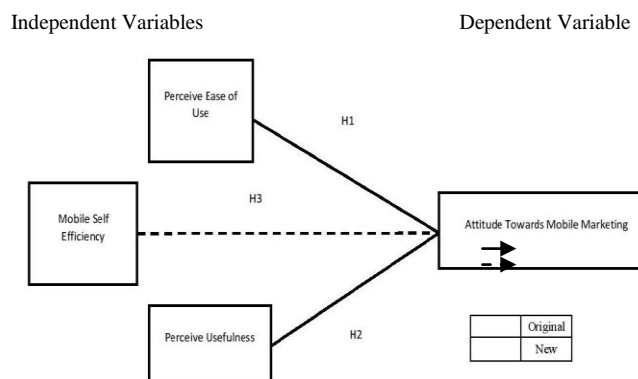 Independent Variables
Dependent Variable
Perceive Ease of
Use
H1
H3
Mobile Self
Efficiency
Attitude Towards Mobile Marketing
Perceive Usefulness
H2
Original
New